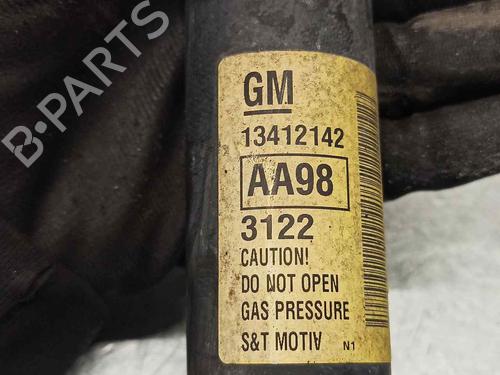 B-PARTS
GM
13412142
AA98
3122
CAUTION!
DO NOT OPEN
GAS PRESSURE
S&T MOTIV
N1